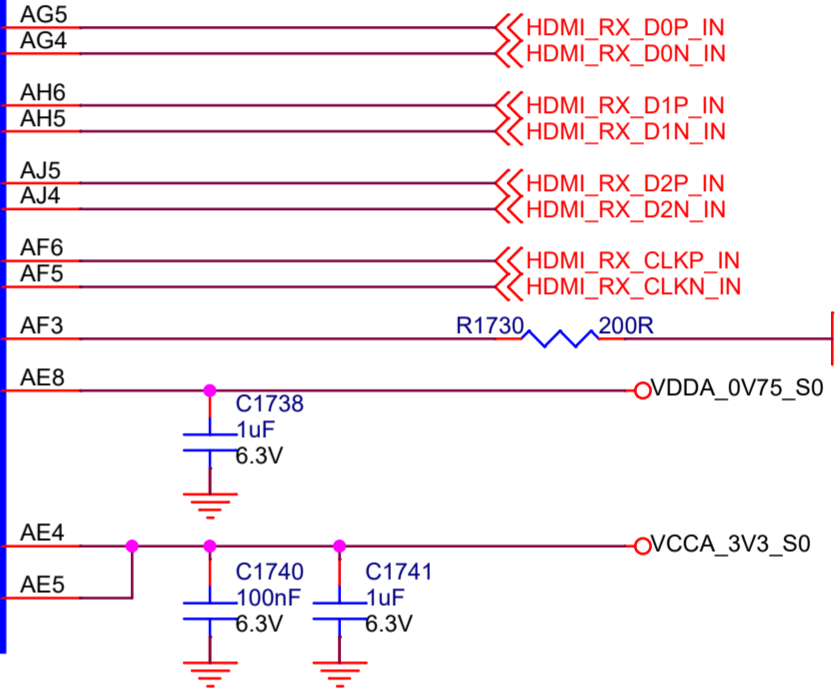 AG5 HDMI_RX_D0P_IN
AG4 HDMI_RX_D0N_IN
AH6 HDMI_RX_D1P_IN
AH5 HDMI_RX_D1N_IN
AJ5 HDMI_RX_D2P_IN
AJ4 HDMI_RX_D2N_IN
AF6 HDMI_RX_CLKP_IN
AF5 HDMI_RX_CLKN_IN
AF3 R1730 200R
AE8 VDDA_0V75_S0
C1738
1uF
6.3V
AE4 VCCA_3V3_S0
AE5 C1740 C1741
100nF 1uF
6.3V 6.3V